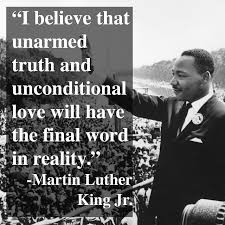 “I believe that
unarmed
truth and
unconditional
love will have
the final word
in reality.”
-Martin Luther
King Jr.